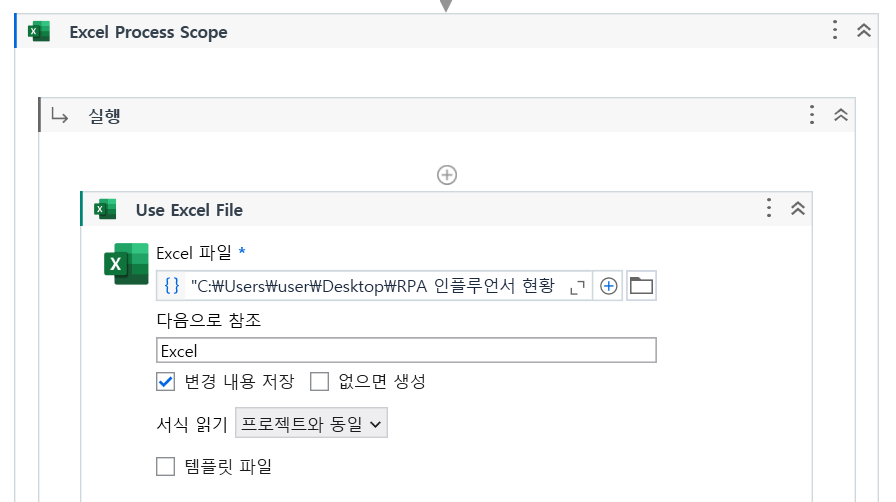 Excel Process Scope
실행
Use Excel File
Excel 파일 *
{} "C:₩Users₩user₩Desktop₩RPA 인플루언서 현황
다음으로 참조
Excel
변경 내용 저장 없으면 생성
서식 읽기 프로젝트와 동일
템플릿 파일